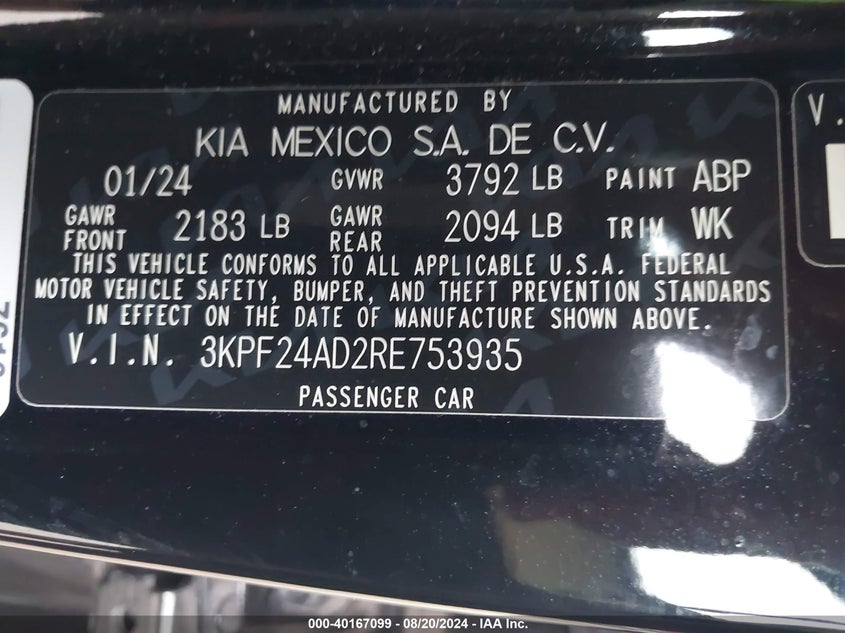 MANUFACTURED BY
KIA MEXICO S.A. DE C.V.
01/24 GVWR 3792 LB PAINT ABP
GAWR FRONT 2183 LB GAWR REAR 2094 LB TRIM WK
THIS VEHICLE CONFORMS TO ALL APPLICABLE U.S.A. FEDERAL
MOTOR VEHICLE SAFETY, BUMPER, AND THEFT PREVENTION STANDARDS
IN EFFECT ON THE DATE OF MANUFACTURE SHOWN ABOVE.
V.I.N. 3KPF24AD2RE753935
PASSENGER CAR
V.
000-40167099 - 08/20/2024 - IAA Inc.